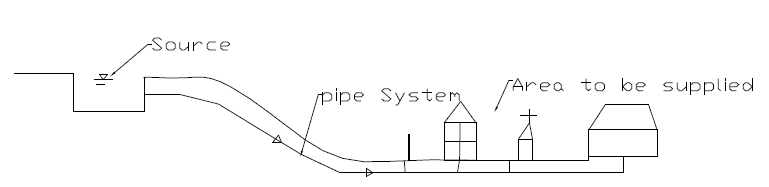 Source
pipe System
Area to be supplied